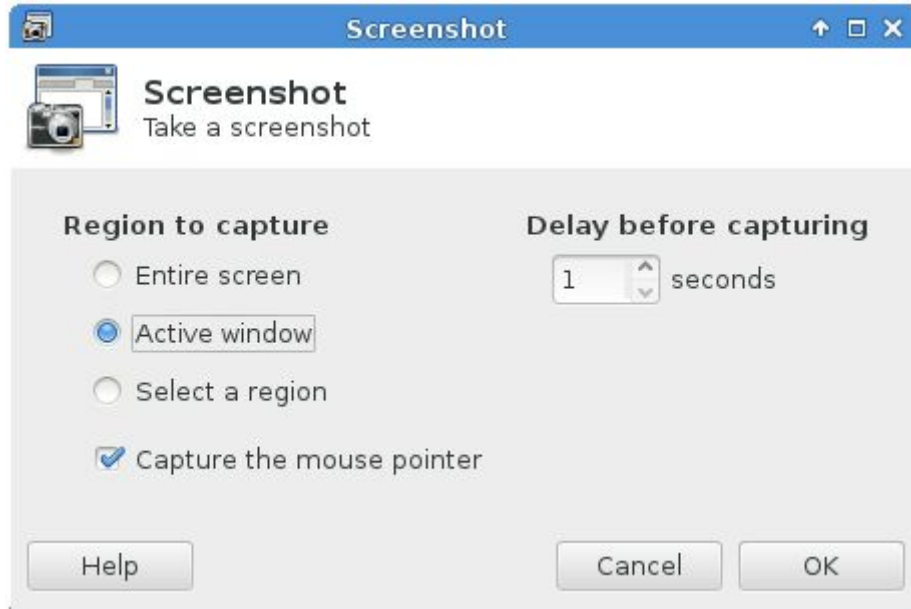 Screenshot
Screenshot
Take a screenshot
Region to capture
Entire screen
Active window
Select a region
Capture the mouse pointer
Delay before capturing
1 seconds
Help
Cancel
OK